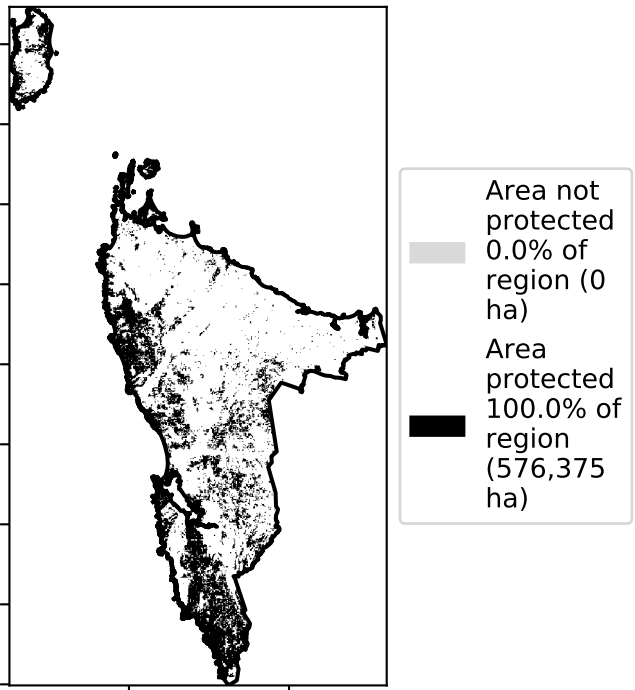 Area not
protected
0.0% of
region (0
ha)
Area
protected
100.0% of
region
(576,375
ha)